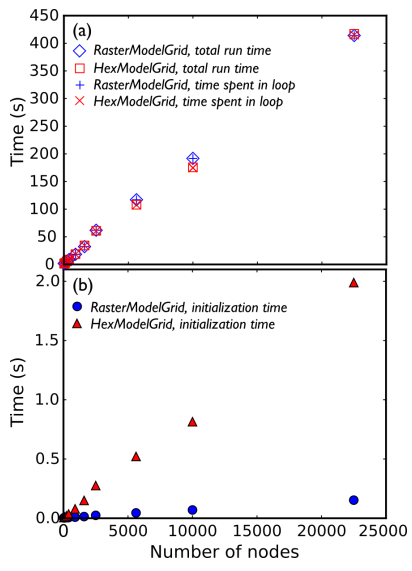 450
400
350
300
250
200
150
100
50
0
Time (s)
(a)
RasterModelGrid, total run time
HexModelGrid, total run time
RasterModelGrid, time spent in loop
HexModelGrid, time spent in loop
2.0
1.5
1.0
0.5
0.0
Time (s)
(b)
RasterModelGrid, initialization time
HexModelGrid, initialization time
0 5000 10000 15000 20000 25000
Number of nodes